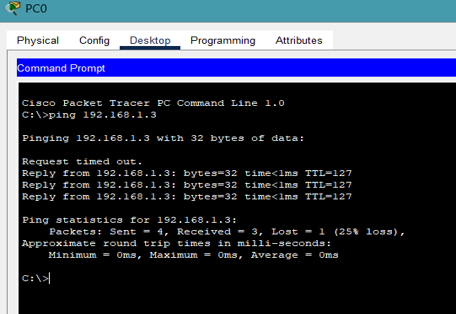 PC0
Physical Config Desktop Programming Attributes
Command Prompt
Cisco Packet Tracer PC Command Line 1.0
C:\>ping 192.168.1.3
Pinging 192.168.1.3 with 32 bytes of data:
Request timed out.
Reply from 192.168.1.3: bytes=32 time<1ms TTL=127
Reply from 192.168.1.3: bytes=32 time<1ms TTL=127
Reply from 192.168.1.3: bytes=32 time<1ms TTL=127
Ping statistics for 192.168.1.3:
Packets: Sent = 4, Received = 3, Lost = 1 (25% loss),
Approximate round trip times in milli-seconds:
Minimum = 0ms, Maximum = 0ms, Average = 0ms
C:\>